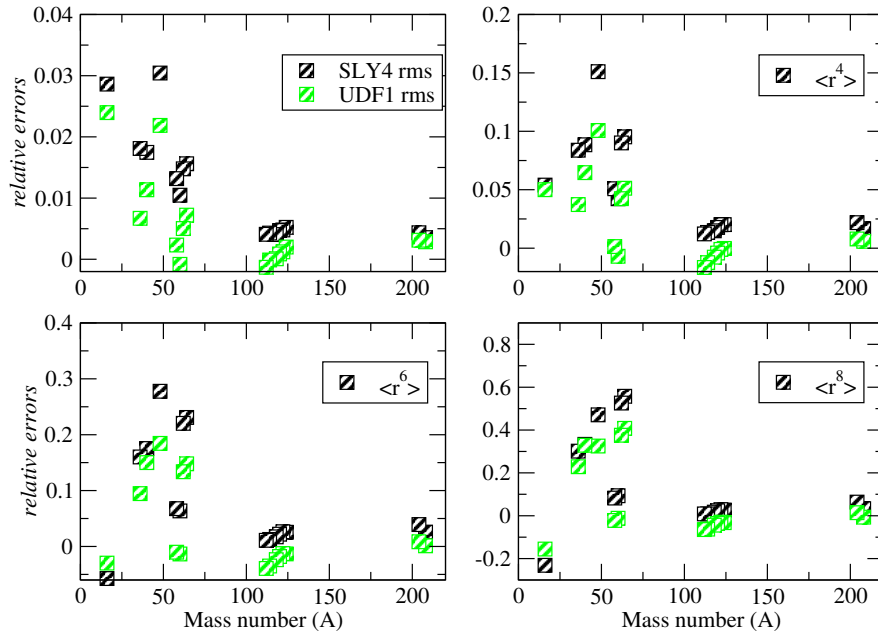 0.04
0.03
0.02
0.01
0
relative errors
0 50 100 150 200
SLY4 rms
UDF1 rms
0.2
0.15
0.1
0.05
0
0 50 100 150 200
<r^4>
0.4
0.3
0.2
0.1
0
relative errors
0 50 100 150 200
Mass number (A)
<r^6>
0.8
0.6
0.4
0.2
0
-0.2
0 50 100 150 200
Mass number (A)
<r^8>